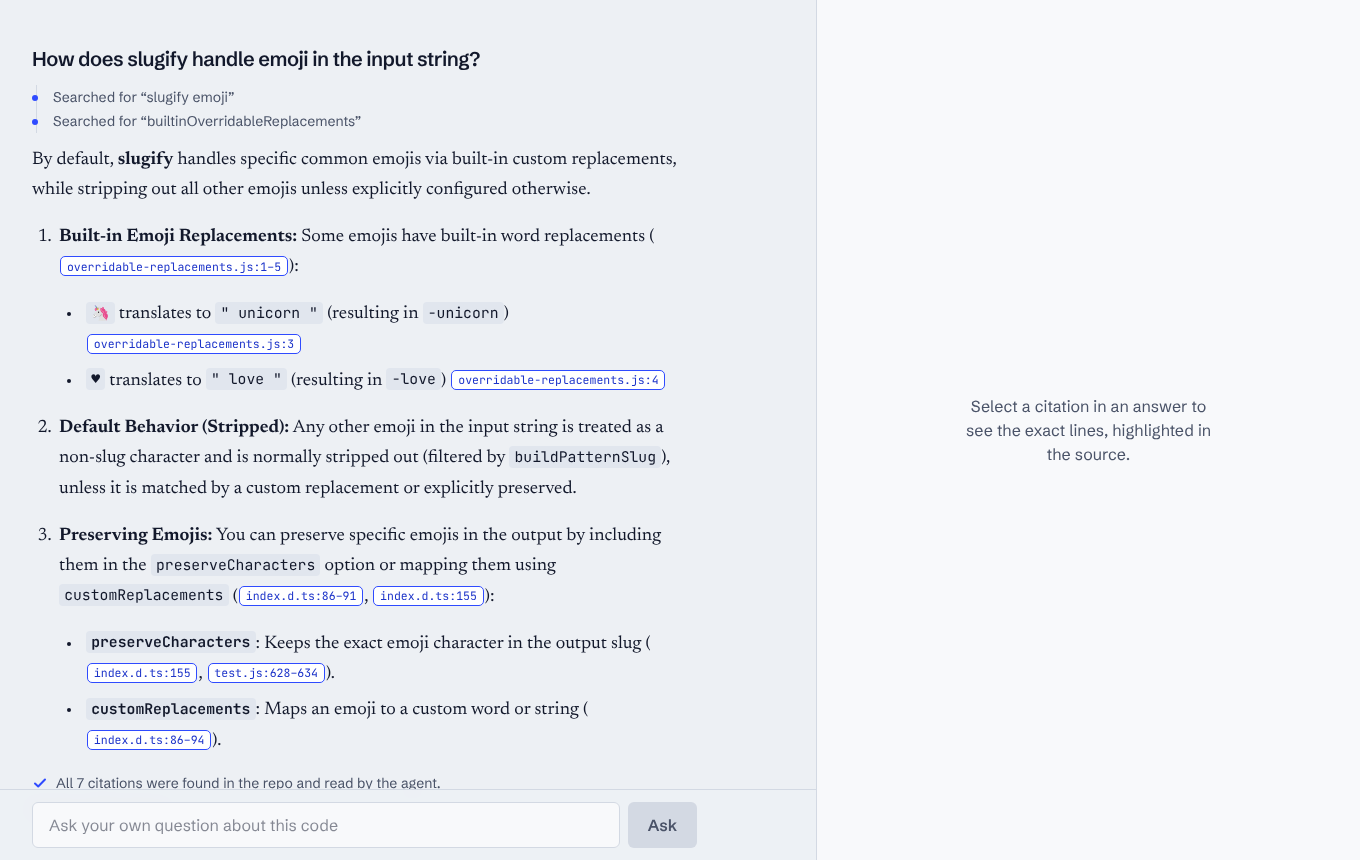 How does slugify handle emoji in the input string?
Searched for “slugify emoji”
Searched for “builtinOverridableReplacements”
By default, slugify handles specific common emojis via built-in custom replacements,
while stripping out all other emojis unless explicitly configured otherwise.
1. Built-in Emoji Replacements: Some emojis have built-in word replacements (
overridable-replacements.js:1–5):
• 🦄 translates to " unicorn " (resulting in -unicorn)
overridable-replacements.js:3
• ♥ translates to " love " (resulting in -love) overridable-replacements.js:4
2. Default Behavior (Stripped): Any other emoji in the input string is treated as a
non-slug character and is normally stripped out (filtered by buildPatternSlug),
unless it is matched by a custom replacement or explicitly preserved.
3. Preserving Emojis: You can preserve specific emojis in the output by including
them in the preserveCharacters option or mapping them using
customReplacements (index.d.ts:86–91, index.d.ts:155):
• preserveCharacters: Keeps the exact emoji character in the output slug (
index.d.ts:155, test.js:628–634).
• customReplacements: Maps an emoji to a custom word or string (
index.d.ts:86–94).
All 7 citations were found in the repo and read by the agent.
Ask your own question about this code
Ask
Select a citation in an answer to
see the exact lines, highlighted in
the source.